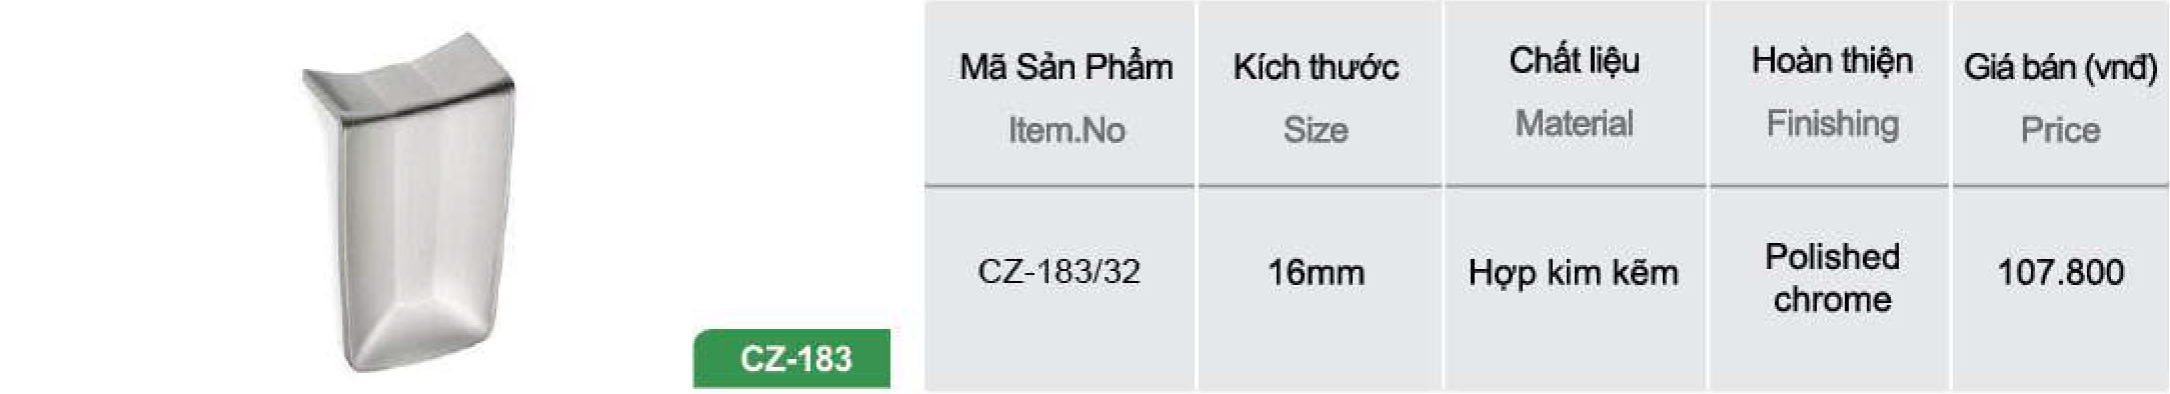 CZ-183
Mã Sản Phẩm
Item.No
Kích thước
Size
Chất liệu
Material
Hoàn thiện
Finishing
Giá bán (vnđ)
Price
CZ-183/32
16mm
Hợp kim kẽm
Polished
chrome
107.800